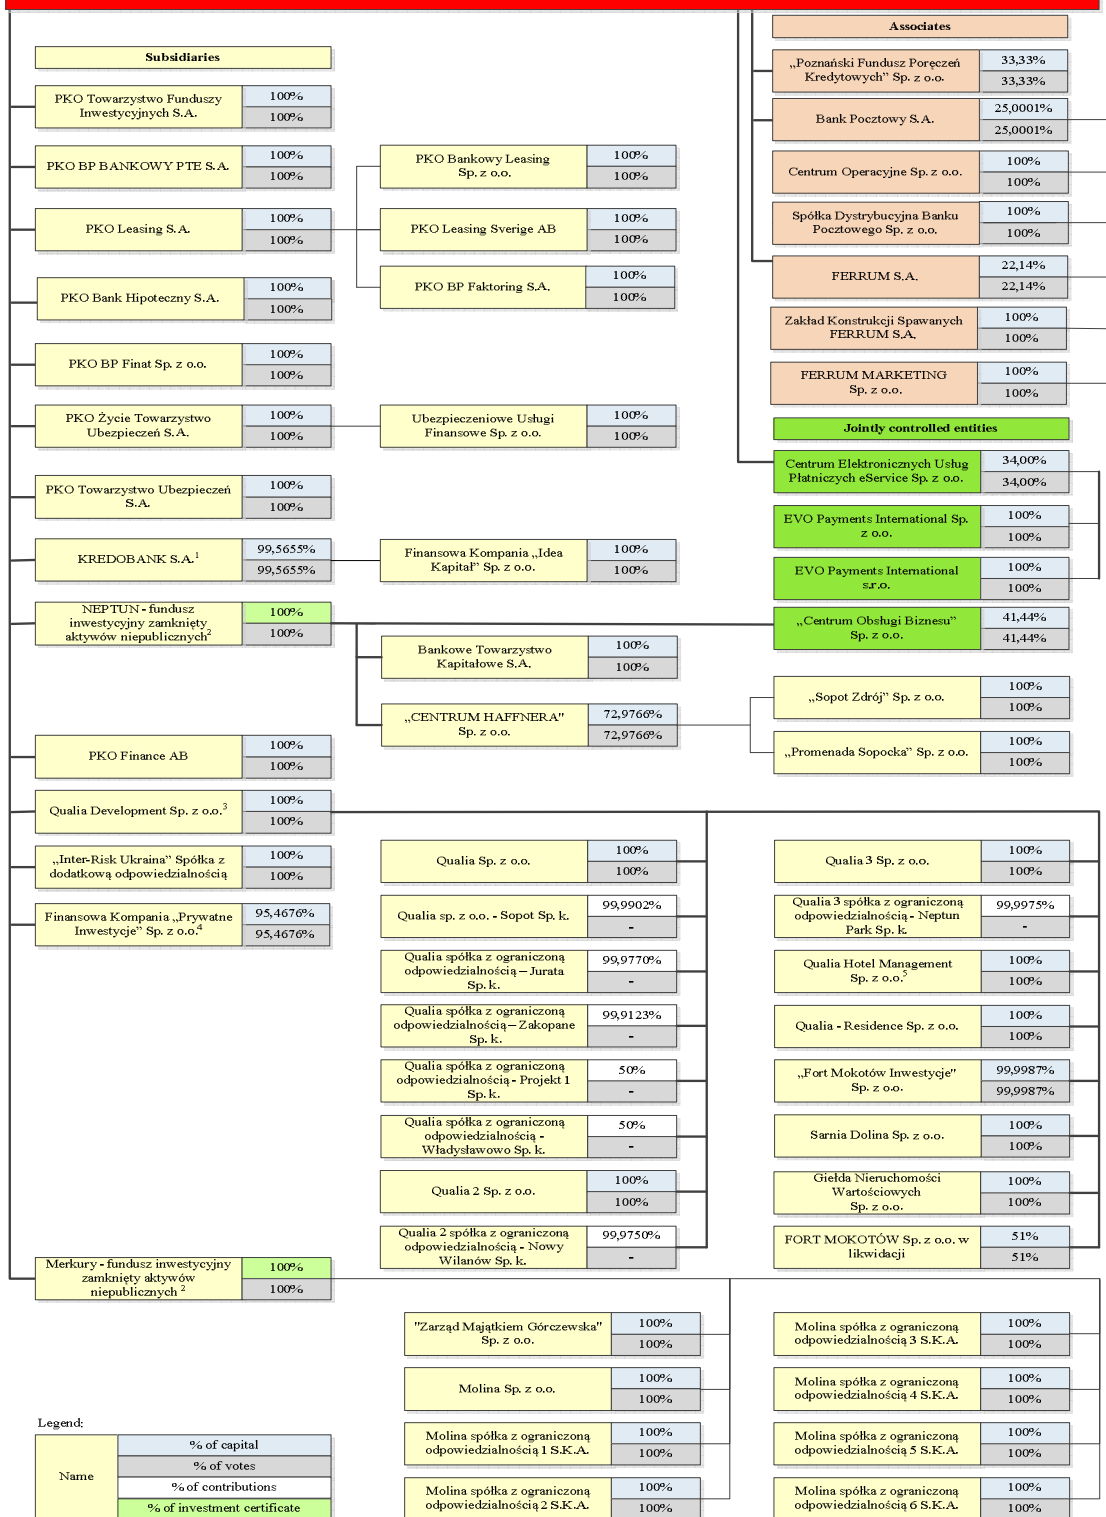 Subsidiaries
PKO Towarzystwo Funduszy
Inwestycyjnych S.A.
100%
100%
PKO BP BANKOWY PTE S.A.
100%
100%
PKO Leasing S.A.
100%
100%
PKO Bankowy Leasing
Sp. z o.o.
100%
100%
PKO Leasing Sverige AB
100%
100%
PKO BP Faktoring S.A.
100%
100%
PKO Bank Hipoteczny S.A.
100%
100%
PKO BP Finat Sp. z o.o.
100%
100%
PKO Życie Towarzystwo
Ubezpieczeń S.A.
100%
100%
Ubezpieczeniowe Usługi
Finansowe Sp. z o.o.
100%
100%
PKO Towarzystwo Ubezpieczeń
S.A.
100%
100%
KREDOBANK S.A.1
99,5655%
99,5655%
Finansowa Kompania „Idea
Kapitał” Sp. z o.o.
100%
100%
NEPTUN - fundusz
inwestycyjny zamknięty
aktywów niepublicznych2
100%
100%
Bankowe Towarzystwo
Kapitałowe S.A.
100%
100%
„CENTRUM HAFFNERA"
Sp. z o.o.
72,9766%
72,9766%
Associates
„Poznański Fundusz Poręczeń
Kredytowych” Sp. z o.o.
33,33%
33,33%
Bank Pocztowy S.A.
25,0001%
25,0001%
Centrum Operacyjne Sp. z o.o.
100%
100%
Spółka Dystrybucyjna Banku
Pocztowego Sp. z o.o.
100%
100%
FERRUM S.A.
22,14%
22,14%
Zakład Konstrukcji Spawanych
FERRUM S.A.
100%
100%
FERRUM MARKETING
Sp. z o.o.
100%
100%
Jointly controlled entities
Centrum Elektronicznych Usług
Płatniczych eService Sp. z o.o.
34,00%
34,00%
EVO Payments International Sp.
z o.o.
100%
100%
EVO Payments International
s.r.o.
100%
100%
„Centrum Obsługi Biznesu”
Sp. z o.o.
41,44%
41,44%
„Sopot Zdrój” Sp. z o.o.
100%
100%
„Promenada Sopocka” Sp. z o.o.
100%
100%
PKO Finance AB
100%
100%
Qualia Development Sp. z o.o.3
100%
100%
„Inter-Risk Ukraina” Spółka z
dodatkową odpowiedzialnością
100%
100%
Finansowa Kompania „Prywatne
Inwestycje” Sp. z o.o.4
95,4676%
95,4676%
Qualia Sp. z o.o.
100%
100%
Qualia sp. z o.o. - Sopot Sp. k.
99,9902%
-
Qualia spółka z ograniczoną
odpowiedzialnością – Jurata
Sp. k.
99,9770%
-
Qualia spółka z ograniczoną
odpowiedzialnością – Zakopane
Sp. k.
99,9123%
-
Qualia spółka z ograniczoną
odpowiedzialnością - Projekt 1
Sp. k.
50%
-
Qualia spółka z ograniczoną
odpowiedzialnością -
Władysławowo Sp. k.
50%
-
Qualia 2 Sp. z o.o.
100%
100%
Qualia 2 spółka z ograniczoną
odpowiedzialnością - Nowy
Wilanów Sp. k.
99,9750%
-
Qualia 3 Sp. z o.o.
100%
100%
Qualia 3 spółka z ograniczoną
odpowiedzialnością - Neptun
Park Sp. k.
99,9975%
-
Qualia Hotel Management
Sp. z o.o.5
100%
100%
Qualia - Residence Sp. z o.o.
100%
100%
„Fort Mokotów Inwestycje"
Sp. z o.o.
99,9987%
99,9987%
Sarnia Dolina Sp. z o.o.
100%
100%
Giełda Nieruchomości
Wartościowych
Sp. z o.o.
100%
100%
FORT MOKOTÓW Sp. z o.o. w
likwidacji
51%
51%
Merkury - fundusz inwestycyjny
zamknięty aktywów
niepublicznych 2
100%
100%
"Zarząd Majątkiem Górczewska"
Sp. z o.o.
100%
100%
Molina Sp. z o.o.
100%
100%
Molina spółka z ograniczoną
odpowiedzialnością 1 S.K.A.
100%
100%
Molina spółka z ograniczoną
odpowiedzialnością 2 S.K.A.
100%
100%
Molina spółka z ograniczoną
odpowiedzialnością 3 S.K.A.
100%
100%
Molina spółka z ograniczoną
odpowiedzialnością 4 S.K.A.
100%
100%
Molina spółka z ograniczoną
odpowiedzialnością 5 S.K.A.
100%
100%
Molina spółka z ograniczoną
odpowiedzialnością 6 S.K.A.
100%
100%
Legend:
Name
% of capital
% of votes
% of contributions
% of investment certificate